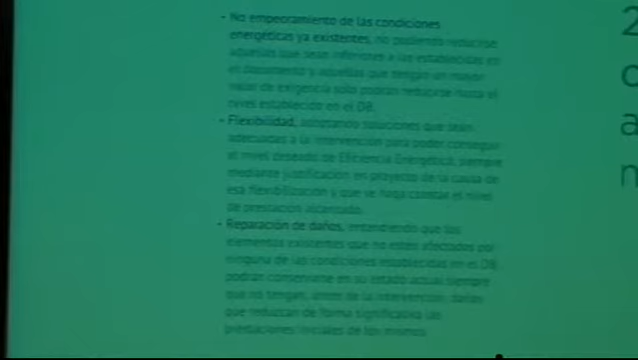 - No empeoramiento de las condiciones
energéticas ya existentes, no pudiendo reducirse
aquellas que sean inferiores a las establecidas en
el documento y aquellas que tengan un mayor
nivel de exigencia solo podrán reducirse hasta el
nivel establecido en el DB.
- Flexibilidad, adoptando soluciones que sean
adecuadas a la intervención para poder conseguir
el nivel deseado de Eficiencia Energética, siempre
mediante justificación en proyecto de la causa de
esa flexibilización y que se haga constar el nivel
de prestación alcanzado.
- Reparación de daños, entendiendo que los
elementos existentes que no estén afectados por
ninguna de las condiciones establecidas en el DB
podrán conservarse en su estado actual siempre
que no tengan, antes de la intervención, daños
que reduzcan de forma significativa las
prestaciones iniciales de los mismos.
2
a